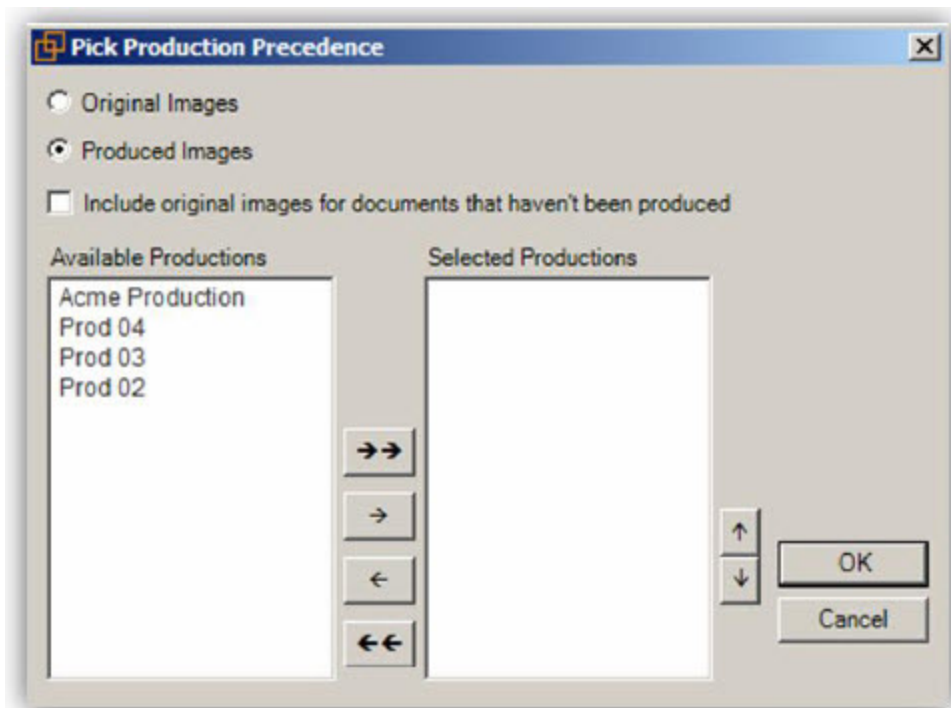 Pick Production Precedence
Original Images
Produced Images
Include original images for documents that haven't been produced
Available Productions
Selected Productions
Acme Production
Prod 04
Prod 03
Prod 02
→→
→
←
←←
↑
↓
OK
Cancel